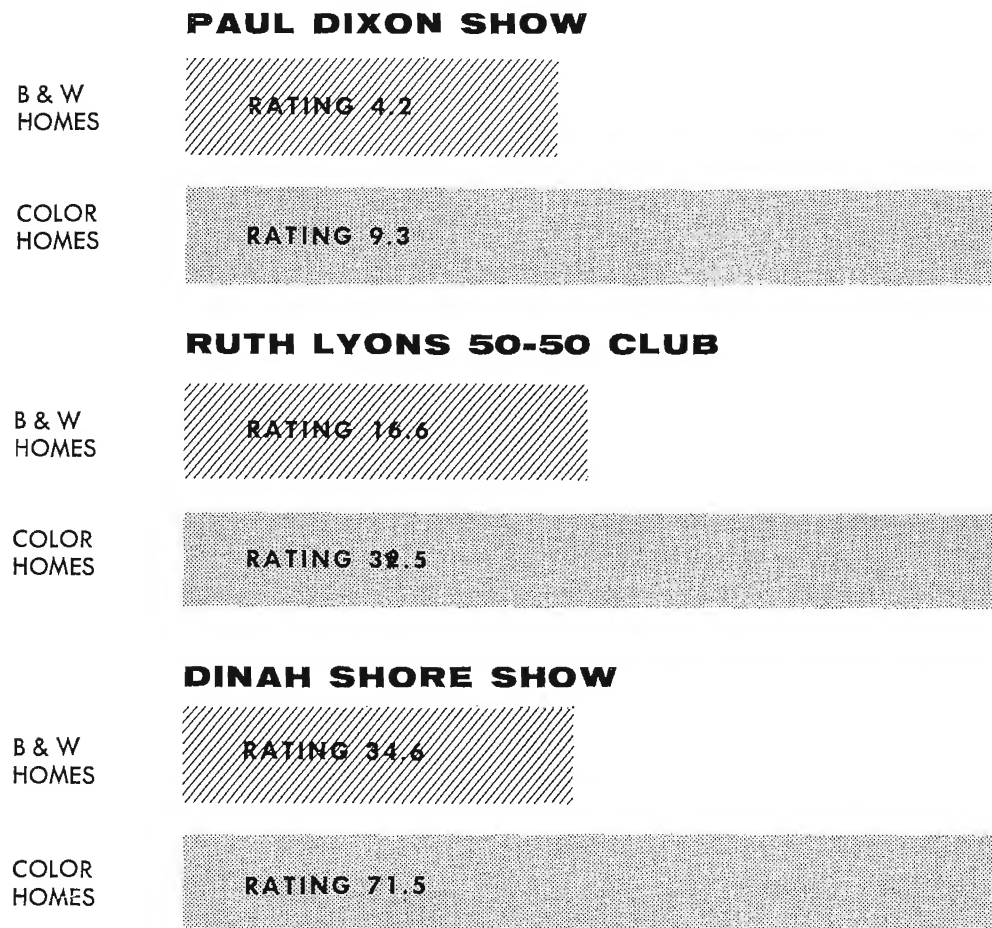 PAUL DIXON SHOW
B & W
HOMES
RATING 4.2
COLOR
HOMES
RATING 9.3
RUTH LYONS 50-50 CLUB
B & W
HOMES
RATING 16.6
COLOR
HOMES
RATING
DINAH SHORE SHOW
B & W
HOMES
RATING 34.6
COLOR
HOMES
RATING 71.5